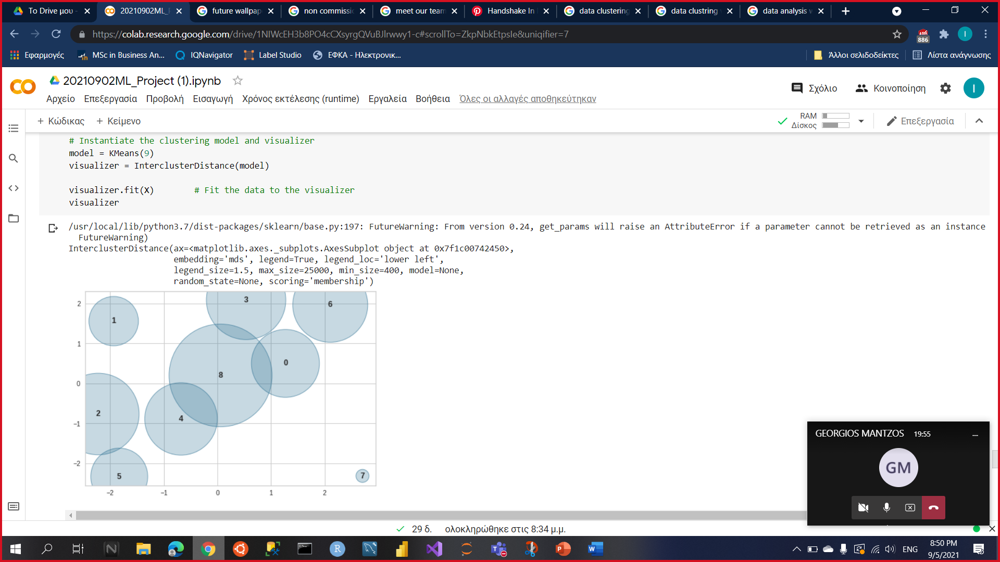 Το Drive μου -
20210902ML_
future wallpap
non commissio
meet our team
Handshake In
data clustering
data clustring
data analysis
886
I
https://colab.research.google.com/drive/1NIWcEH3b8PO4cCXsyrgQVuBJlrwwy1-c#scrollTo=ZkpNbkEtpsIe&uniqifier=7
Εφαρμογές
MSc in Business An...
IQNavigator
Label Studio
ΕΦΚΑ - Ηλεκτρονικ...
Άλλοι σελιδοδείκτες
Λίστα ανάγνωσης
20210902ML_Project (1).ipynb
Σχόλιο
Κοινοποίηση
I
Αρχείο Επεξεργασία Προβολή Εισαγωγή Χρόνος εκτέλεσης (runtime) Εργαλεία Βοήθεια Όλες οι αλλαγές αποθηκεύτηκαν
+ Κώδικας + Κείμενο
RAM
Δίσκος
Επεξεργασία
# Instantiate the clustering model and visualizer
model = KMeans(9)
visualizer = InterclusterDistance(model)
visualizer.fit(X)        # Fit the data to the visualizer
visualizer
/usr/local/lib/python3.7/dist-packages/sklearn/base.py:197: FutureWarning: From version 0.24, get_params will raise an AttributeError if a parameter cannot be retrieved as an instance
FutureWarning)
InterclusterDistance(ax=<matplotlib.axes._subplots.AxesSubplot object at 0x7f1c00742450>,
embedding='mds', legend=True, legend_loc='lower left',
legend_size=1.5, max_size=25000, min_size=400, model=None,
random_state=None, scoring='membership')
2
1
0
−1
−2
3
6
1
0
8
2
4
5
7
−2 −1 0 1 2
GEORGIOS MANTZOS 19:55
GM
29 δ. ολοκληρώθηκε στις 8:34 μ.μ.
ENG
8:50 PM
9/5/2021